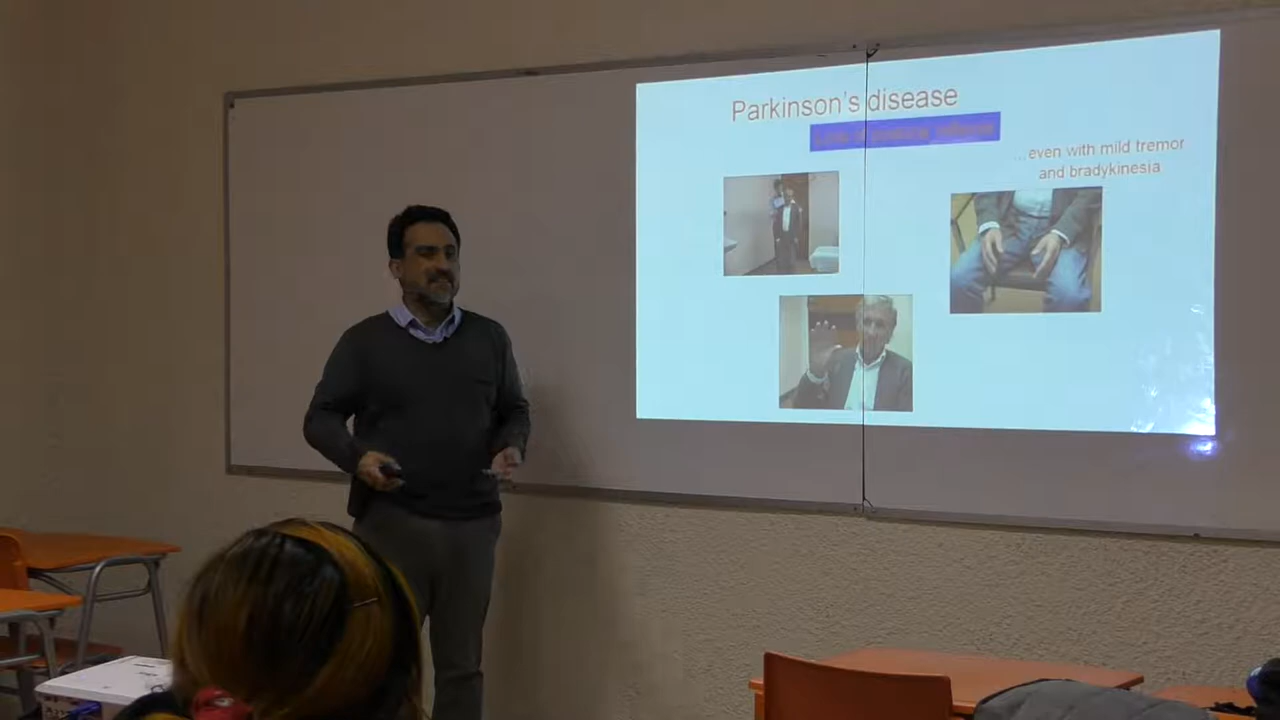 Parkinson's disease
...even with mild tremor
and bradykinesia